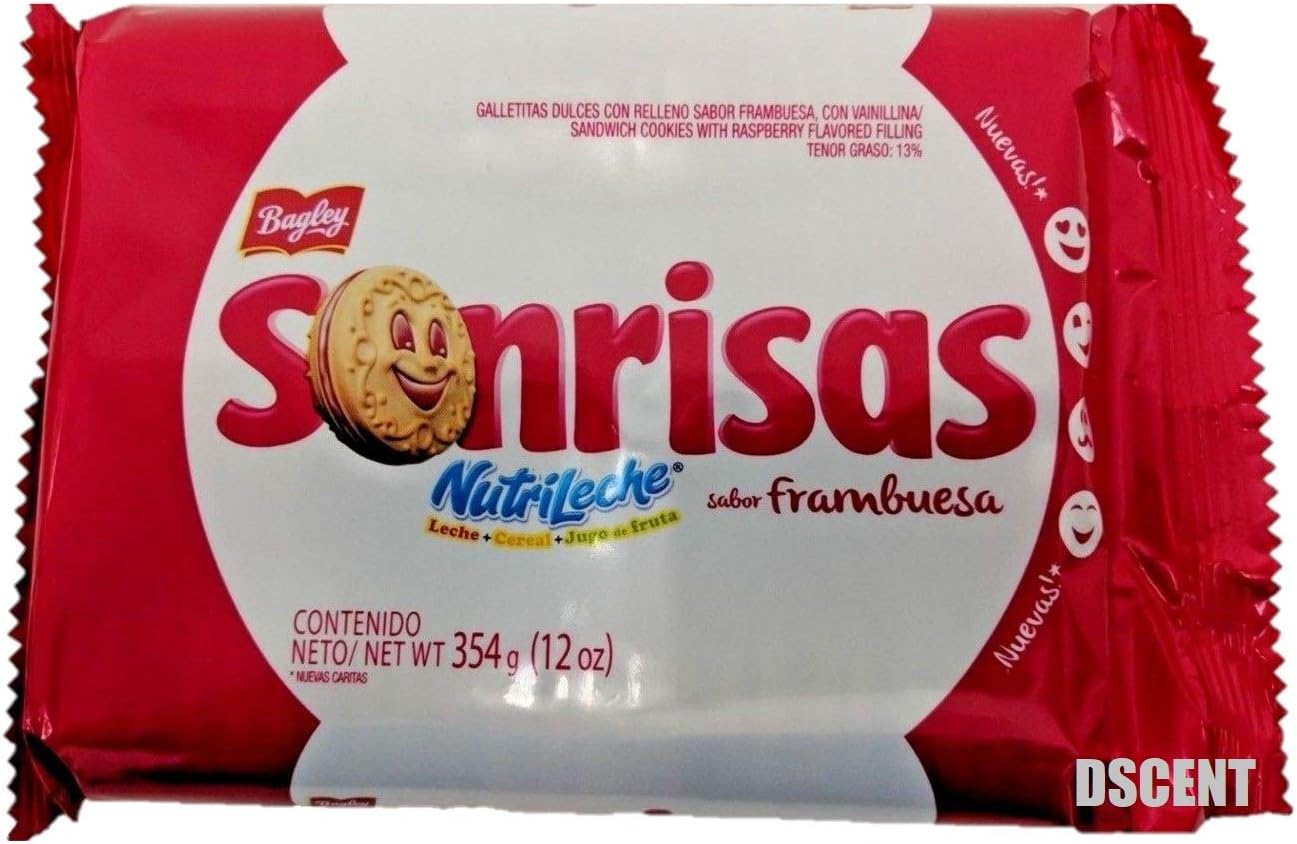 GALLETITAS DULCES CON RELLENO SABOR FRAMBUESA, CON VAINILLINA/
SANDWICH COOKIES WITH RASPBERRY FLAVORED FILLING
TENOR GRASO: 13%
Nuevas!*
Bagley
Sonrisas
NutriLeche®
Leche + Cereal + Jugo de fruta
sabor frambuesa
CONTENIDO
NETO/ NET WT 354 g (12 oz)
* NUEVAS CARITAS
Nuevas!*
Bagley
DSCENT